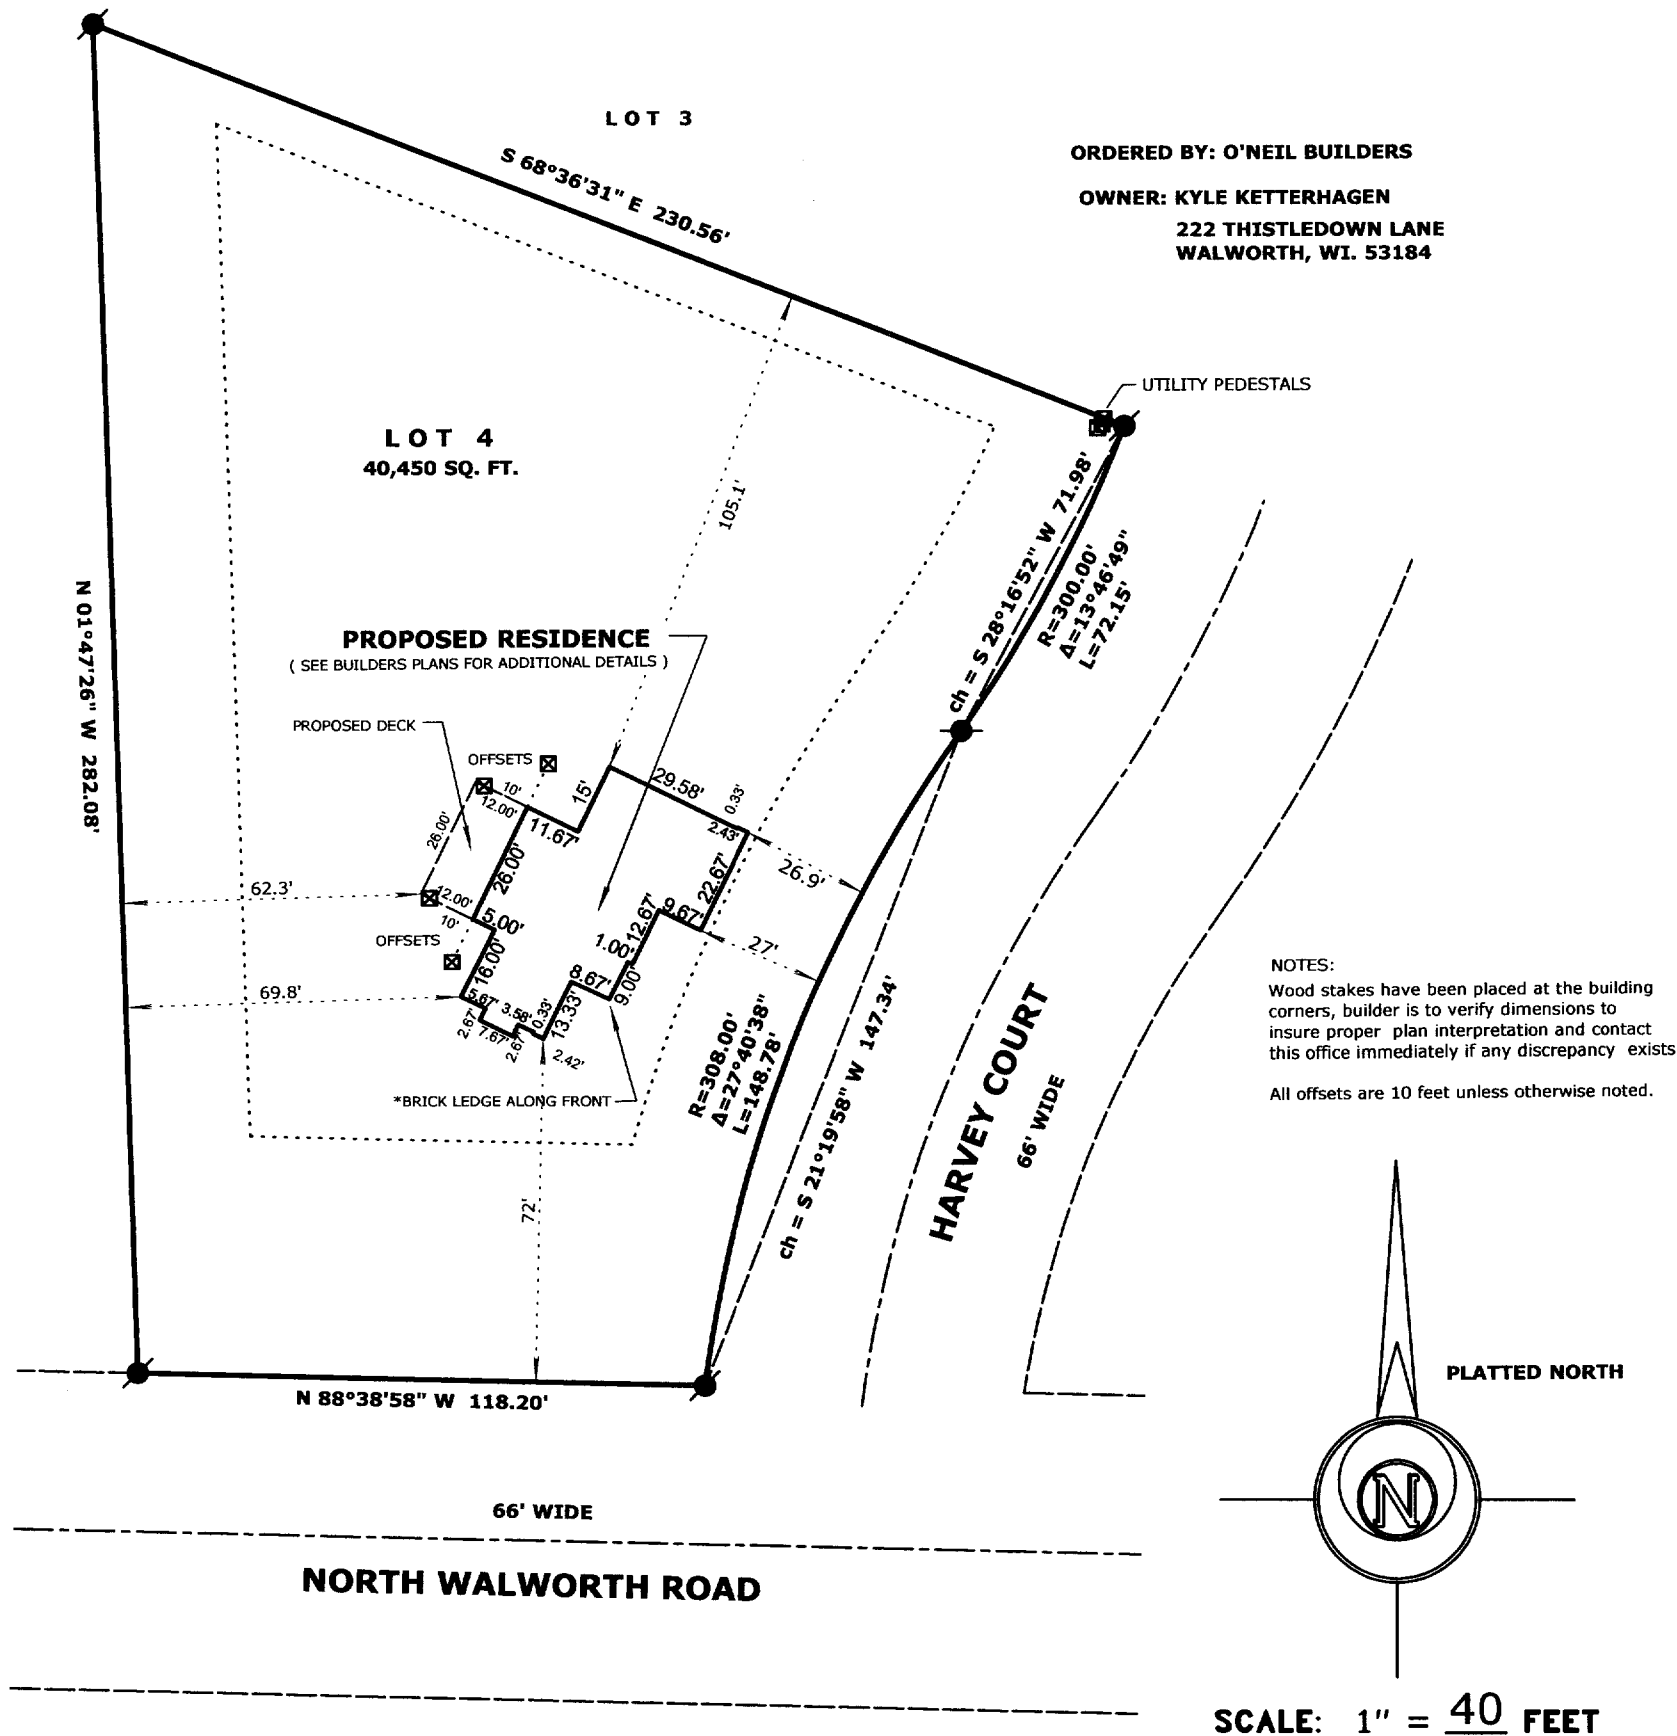 LOT 3
S 68°36'31" E 230.56'
ORDERED BY: O'NEIL BUILDERS
OWNER: KYLE KETTERHAGEN
222 THISTLEDOWN LANE
WALWORTH, WI. 53184
UTILITY PEDESTALS
LOT 4
40,450 SQ. FT.
105.1'
ch = S 28°16'52" W 71.98'
R=300.00'
Δ=13°46'49"
L=72.15'
N 01°47'26" W 282.08'
PROPOSED RESIDENCE
( SEE BUILDERS PLANS FOR ADDITIONAL DETAILS )
PROPOSED DECK
OFFSETS
10'
12.00'
11.67'
15'
29.58'
0.33'
2.43'
26.00'
26.00'
22.67'
26.9'
62.3'
12.00'
10'
5.00'
OFFSETS
16.00'
1.00'
12.67'
9.67'
27'
69.8'
5.67'
3.58'
0.33'
13.33'
8.67'
9.00'
2.67'
7.67'
2.67'
2.42'
*BRICK LEDGE ALONG FRONT
R=308.00'
Δ=27°40'38"
L=148.78'
ch = S 21°19'58" W 147.34'
HARVEY COURT
66' WIDE
NOTES:
Wood stakes have been placed at the building
corners, builder is to verify dimensions to
insure proper plan interpretation and contact
this office immediately if any discrepancy exists
All offsets are 10 feet unless otherwise noted.
72'
N 88°38'58" W 118.20'
PLATTED NORTH
N
66' WIDE
NORTH WALWORTH ROAD
SCALE: 1" = 40 FEET